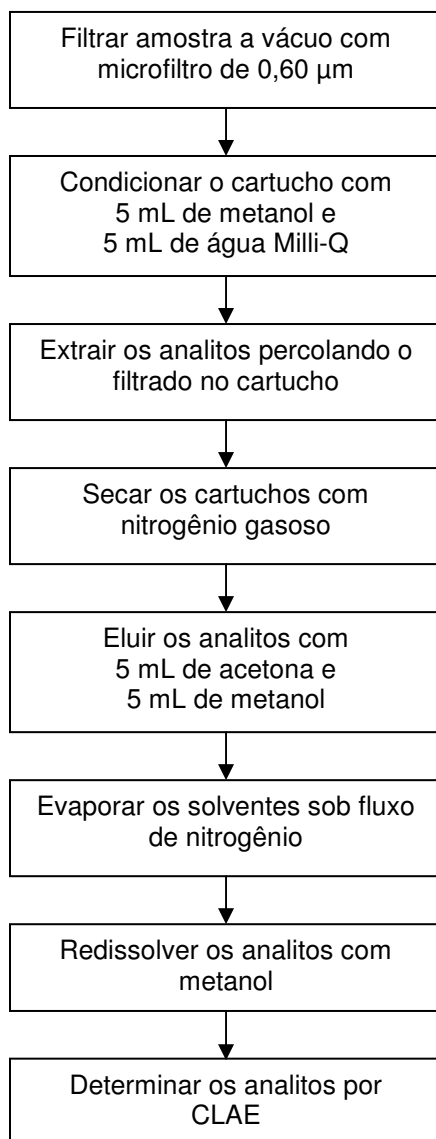 Filtrar amostra a vácuo com
microfiltro de 0,60 µm
Condicionar o cartucho com
5 mL de metanol e
5 mL de água Milli-Q
Extrair os analitos percolando o
filtrado no cartucho
Secar os cartuchos com
nitrogênio gasoso
Eluir os analitos com
5 mL de acetona e
5 mL de metanol
Evaporar os solventes sob fluxo
de nitrogênio
Redissolver os analitos com
metanol
Determinar os analitos por
CLAE